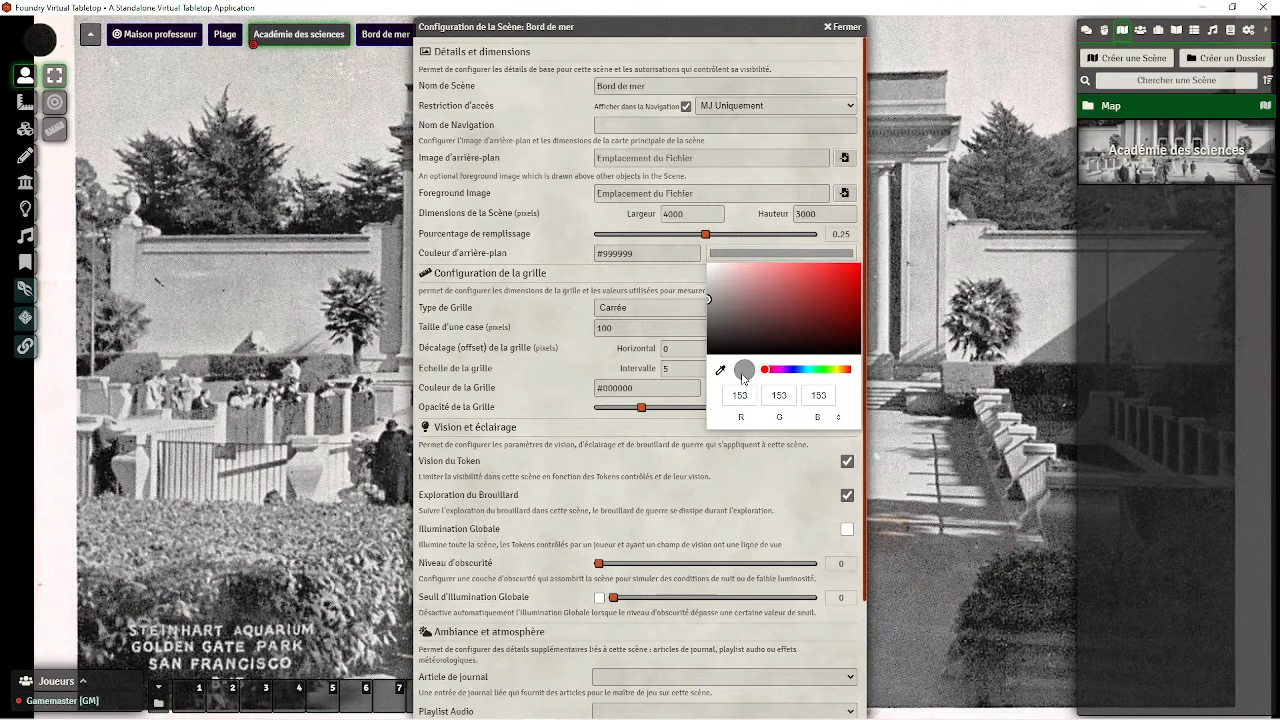 Foundry Virtual Tabletop • A Standalone Virtual Tabletop Application
Maison professeur
Plage
Académie des sciences
Bord de mer
Configuration de la Scène: Bord de mer
Fermer
Détails et dimensions
Permet de configurer les détails de base pour cette scène et les autorisations qui contrôlent sa visibilité.
Nom de Scène
Bord de mer
Restriction d'accès
Afficher dans la Navigation
MJ Uniquement
Nom de Navigation
Configurer l'image d'arrière-plan et les dimensions de la carte principale de la scène
Image d'arrière-plan
Emplacement du Fichier
An optional foreground image which is drawn above other objects in the Scene.
Foreground Image
Emplacement du Fichier
Dimensions de la Scène (pixels)
Largeur
4000
Hauteur
3000
Pourcentage de remplissage
0.25
Couleur d'arrière-plan
#999999
Configuration de la grille
permet de configurer les dimensions de la grille et les valeurs utilisées pour mesurer
Type de Grille
Carrée
Taille d'une case (pixels)
100
Décalage (offset) de la grille (pixels)
Horizontal
0
Echelle de la grille
Intervalle
5
Couleur de la Grille
#000000
Opacité de la Grille
153
153
153
R
G
B
Vision et éclairage
Permet de configurer les paramètres de vision, d'éclairage et de brouillard de guerre qui s'appliquent à cette scène.
Vision du Token
Limiter la visibilité dans cette scène en fonction des Tokens contrôlés et de leur vision.
Exploration du Brouillard
Suivre l'exploration du brouillard dans cette scène, le brouillard de guerre se dissipe durant l'exploration.
Illumination Globale
Illumine toute la scène, les Tokens contrôlés par un joueur et ayant un champ de vision ont une ligne de vue
Niveau d'obscurité
0
Configurer une couche d'obscurité qui assombrit la scène pour simuler des conditions de nuit ou de faible luminosité.
Seuil d'Illumination Globale
0
Désactive automatiquement l'Illumination Globale lorsque le niveau d'obscurité dépasse une certaine valeur de seuil.
Ambiance et atmosphère
Permet de configurer des détails supplémentaires liés à cette scène : articles de journal, playlist audio ou effets
météorologiques.
Article de journal
Une entrée de journal liée qui fournit des articles pour le maître de jeu sur cette scène.
Playlist Audio
Créer une Scène
Créer un Dossier
Chercher une Scène
Map
Académie des sciences
STEINHART AQUARIUM
GOLDEN GATE PARK
SAN FRANCISCO
Joueurs
Gamemaster [GM]
1 2 3 4 5 6 7